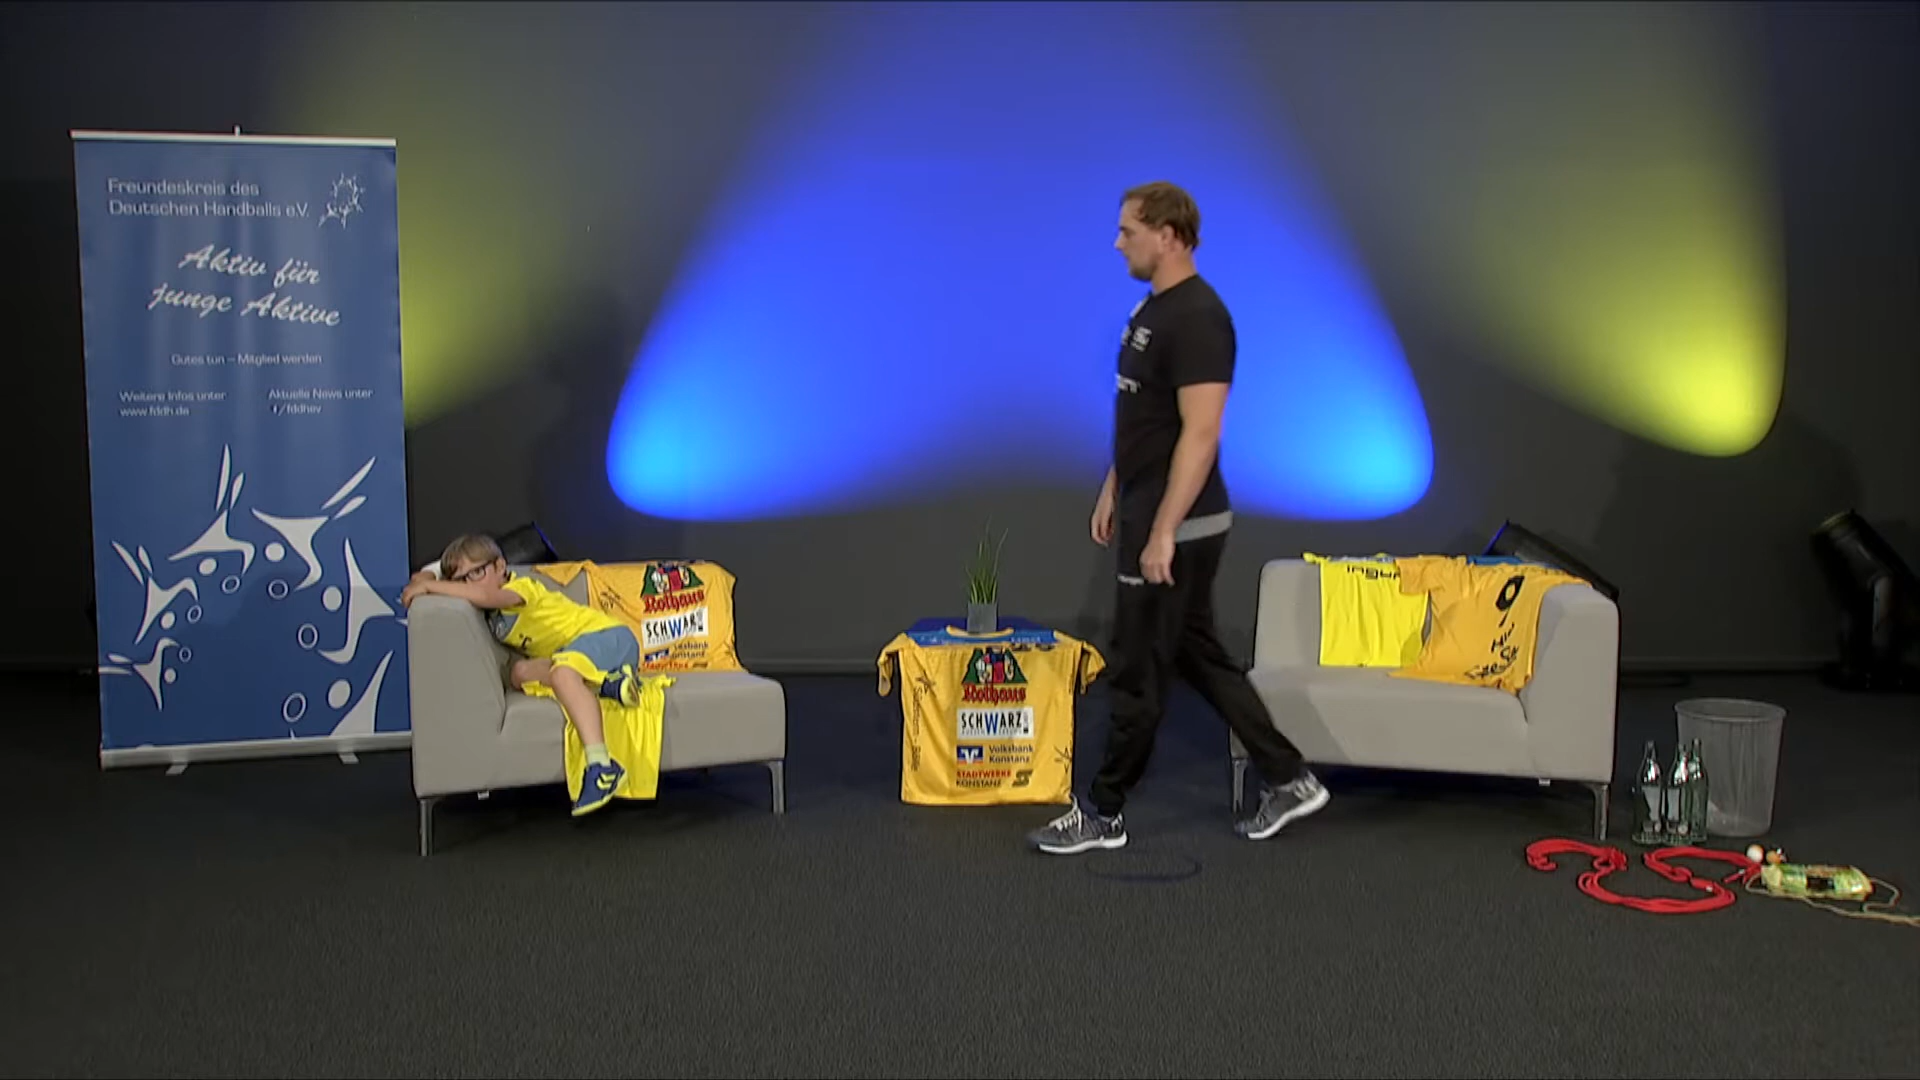 Freundeskreis des
Deutschen Handballs e.V.
Aktiv für
junge Aktive
Gutes tun – Mitglied werden
Weitere Infos unter
www.fddh.de
Aktuelle News unter
f/fddhev
Rothaus
SCHWARZ
Volksbank
Konstanz
Rothaus
SCHWARZ
Volksbank
Konstanz
STADTWERKE
KONSTANZ